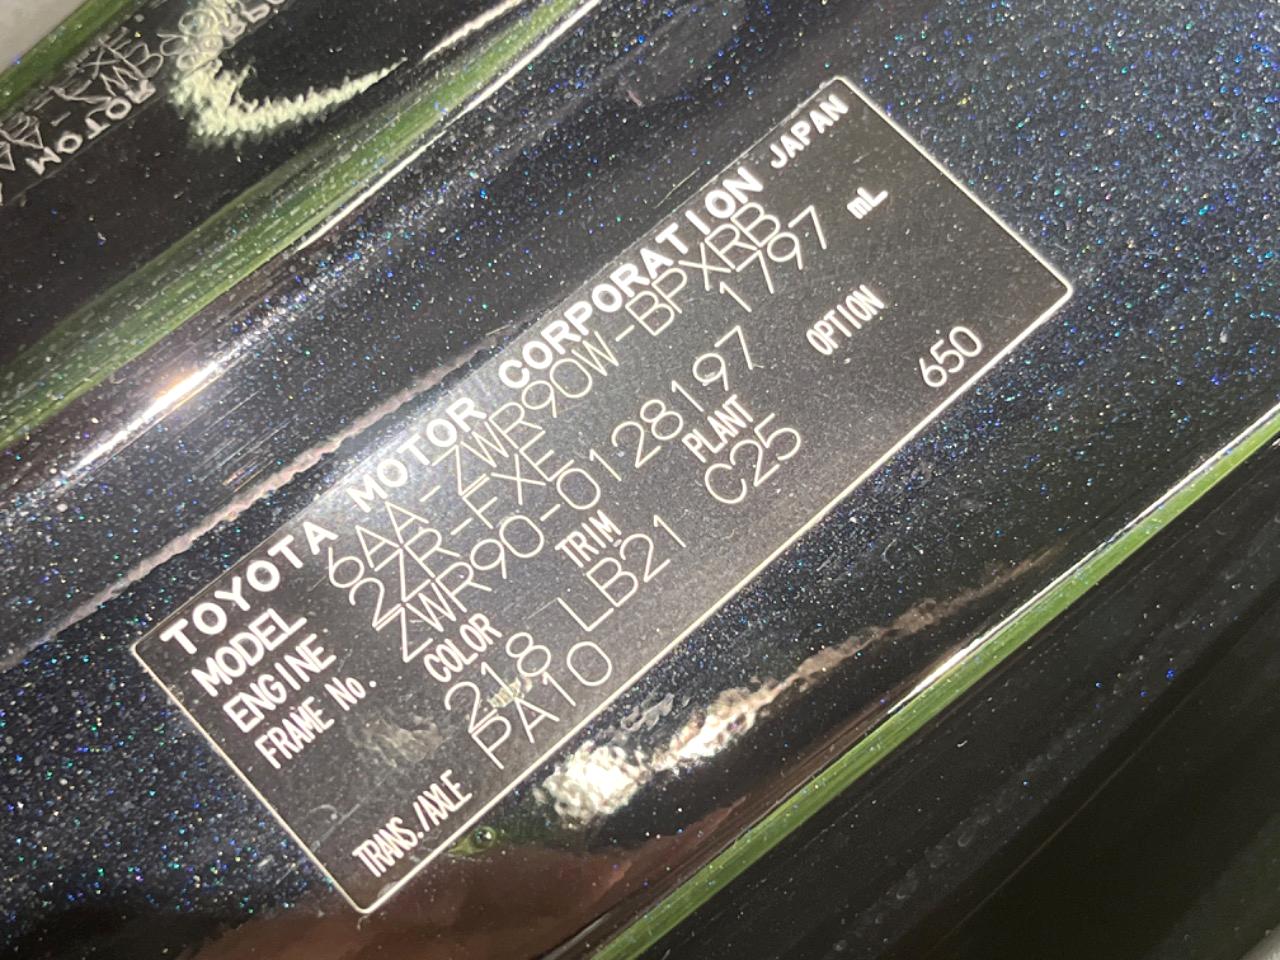 TOYOTA MOTOR CORPORATION JAPAN
MODEL 6AA-ZWR90W-BPXRB
ENGINE 2ZR-FXE 1797 mL
FRAME No. ZWR90-0128197
COLOR TRIM PLANT OPTION
218 LB21 C25 650
TRANS./AXLE PA10